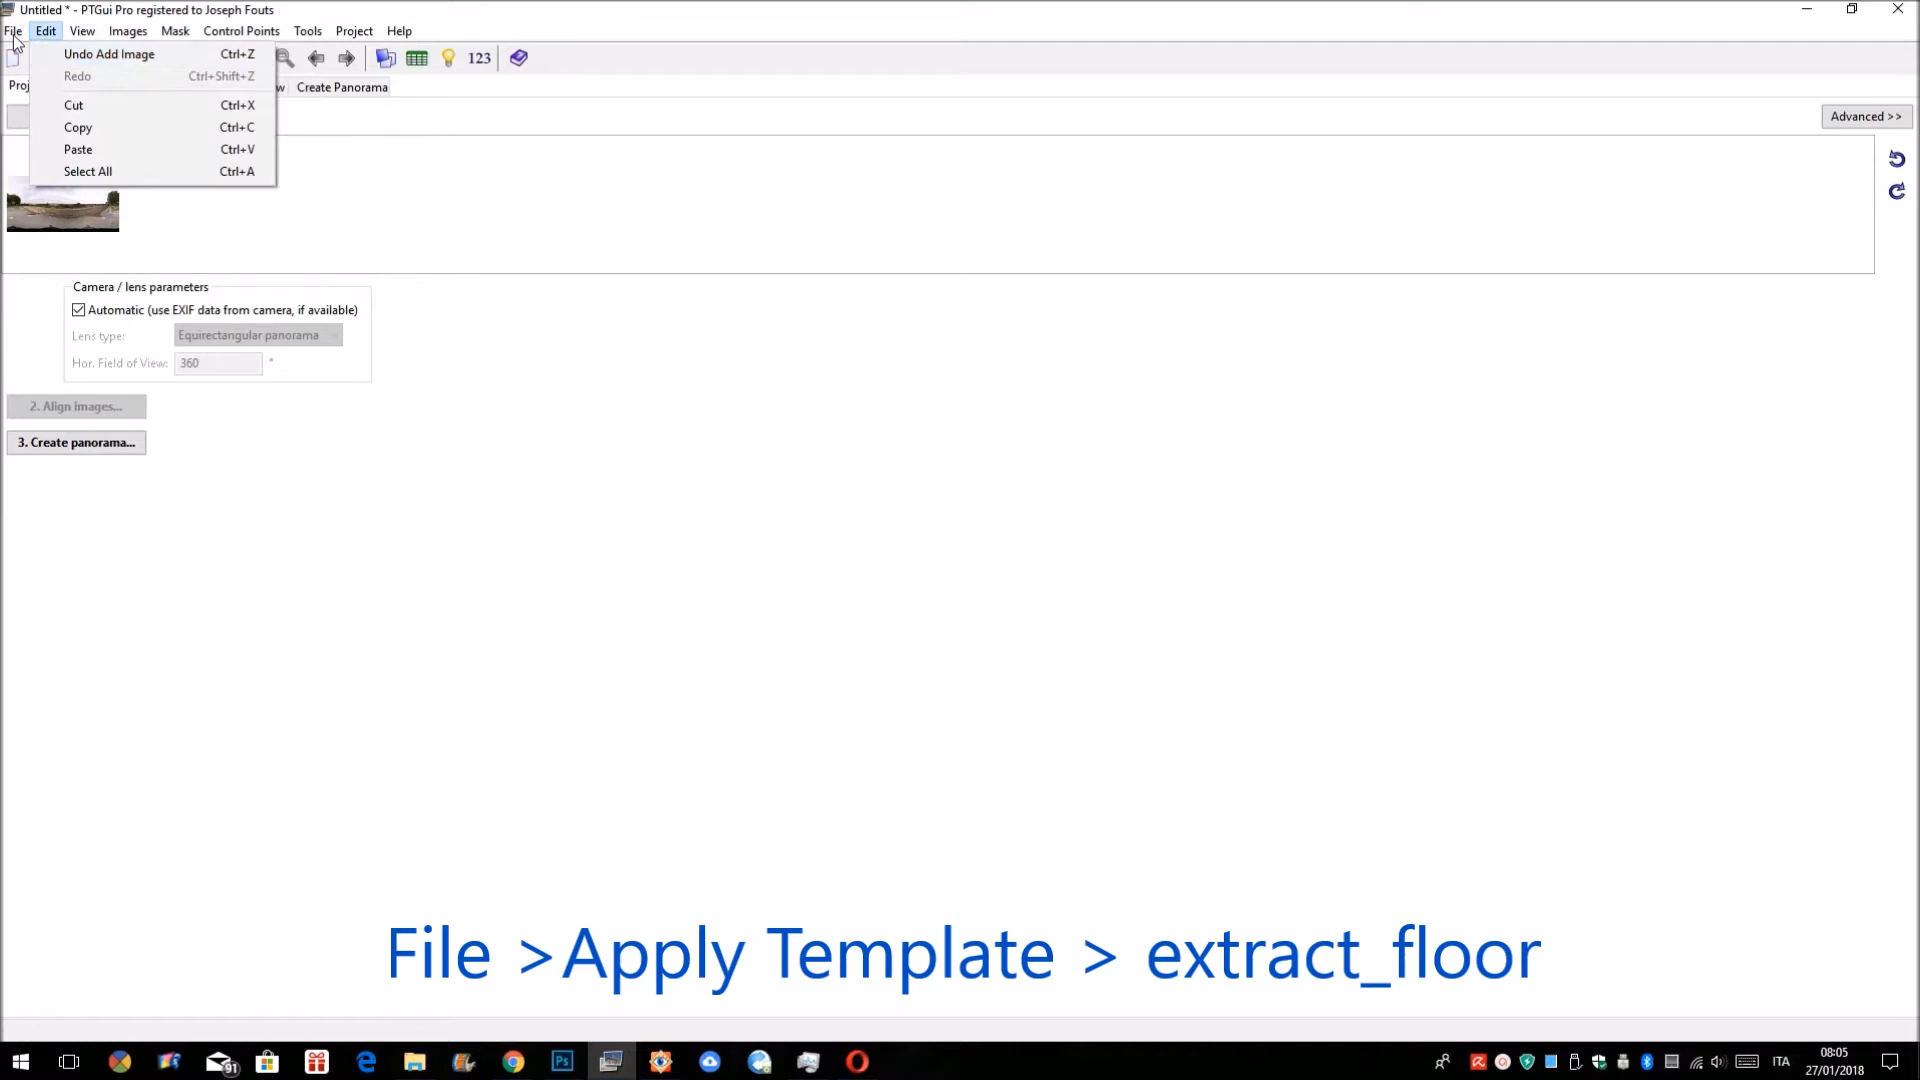 Untitled * - PTGui Pro registered to Joseph Fouts
File Edit View Images Mask Control Points Tools Project Help
Undo Add Image Ctrl+Z
Redo Ctrl+Shift+Z
Cut Ctrl+X
Copy Ctrl+C
Paste Ctrl+V
Select All Ctrl+A
123
Proj w Create Panorama
Advanced >>
Camera / lens parameters
Automatic (use EXIF data from camera, if available)
Lens type: Equirectangular panorama
Hor. Field of View: 360 °
2. Align images...
3. Create panorama...
File >Apply Template > extract_floor
91
Ps
ITA
08:05
27/01/2018